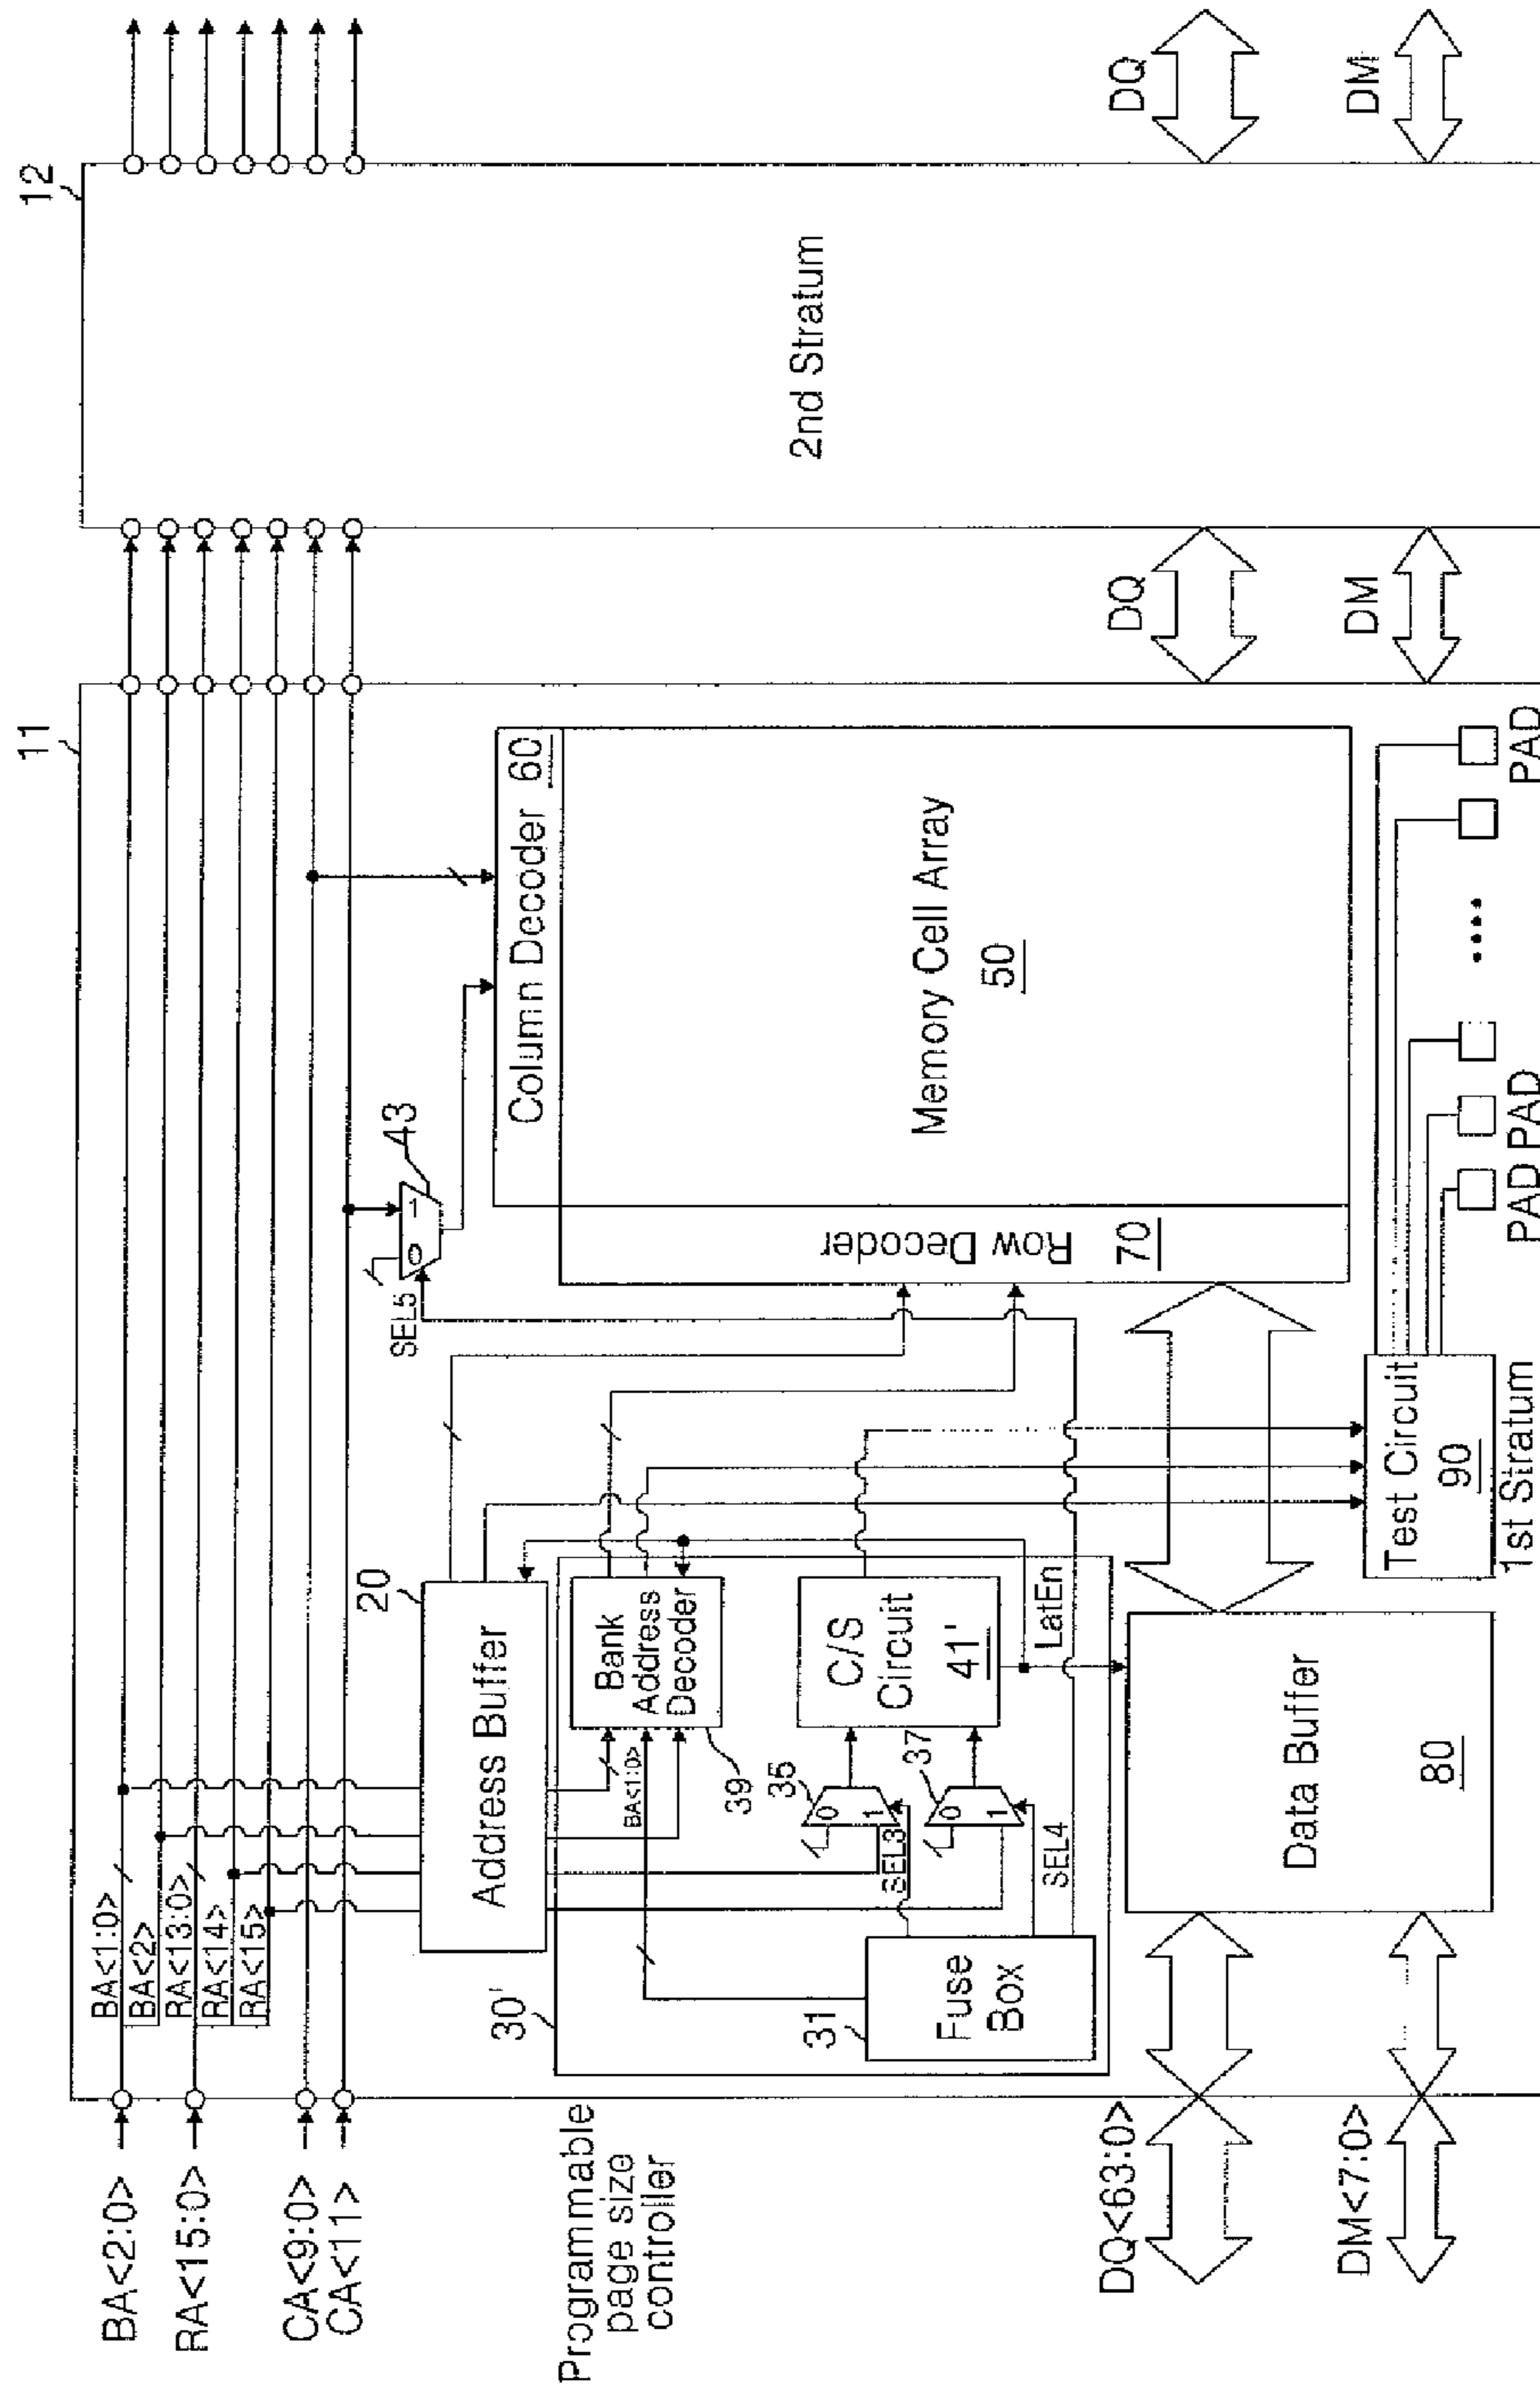 11
12
BA<2:0>
RA<15:0>
CA<9:0>
CA<11>
BA<1:0>
BA<2>
RA<13:0>
RA<14>
RA<15>
Programmable
page size
controller
30'
20
Address Buffer
Bank
Address
Decoder
BA<1:0>
39
35
0
1
SEL3
37
0
1
SEL4
C/S
Circuit
41'
LatEn
31
Fuse
Box
SEL5
0
1
43
Column Decoder 60
Row Decoder
70
Memory Cell Array
50
2nd Stratum
DQ<63:0>
DM<7:0>
Data Buffer
80
Test Circuit
90
1st Stratum
PAD
PAD
PAD
DQ
DM
DQ
DM